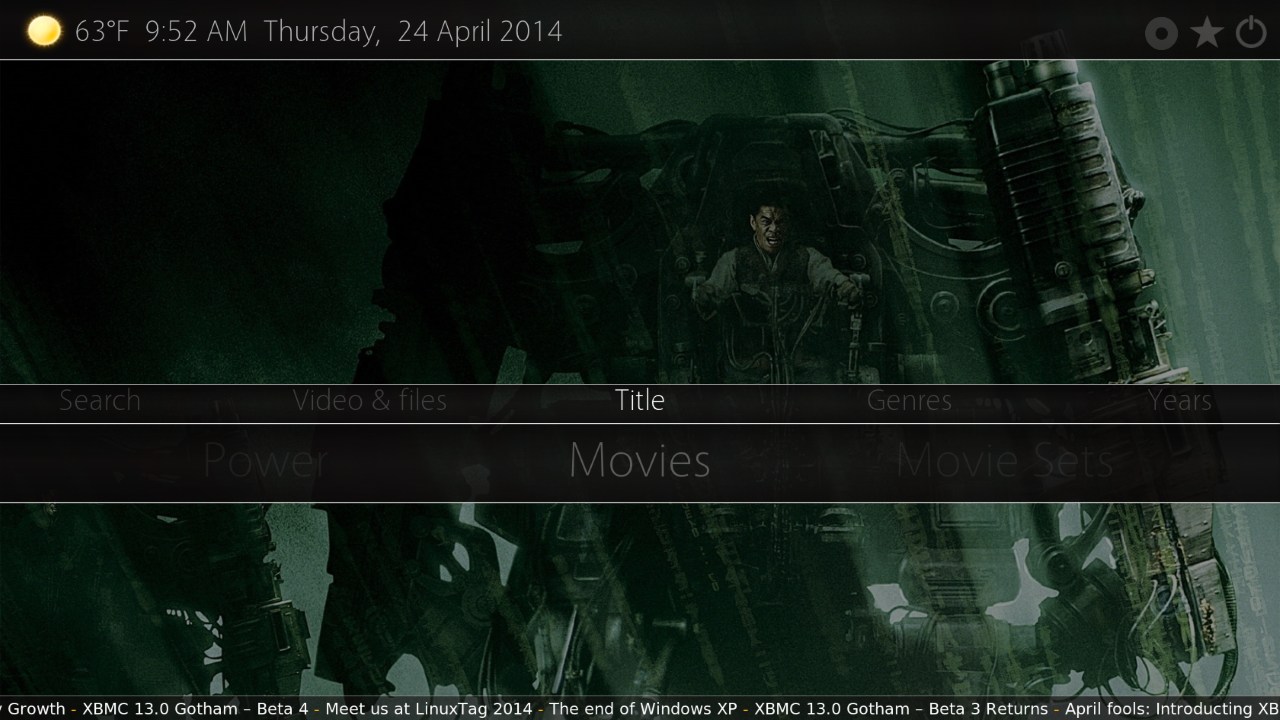 63°F 9:52 AM Thursday, 24 April 2014
Search Video & files Title Genres Years
Power Movies Movie Sets
Growth - XBMC 13.0 Gotham – Beta 4 - Meet us at LinuxTag 2014 - The end of Windows XP - XBMC 13.0 Gotham – Beta 3 Returns - April fools: Introducing XB